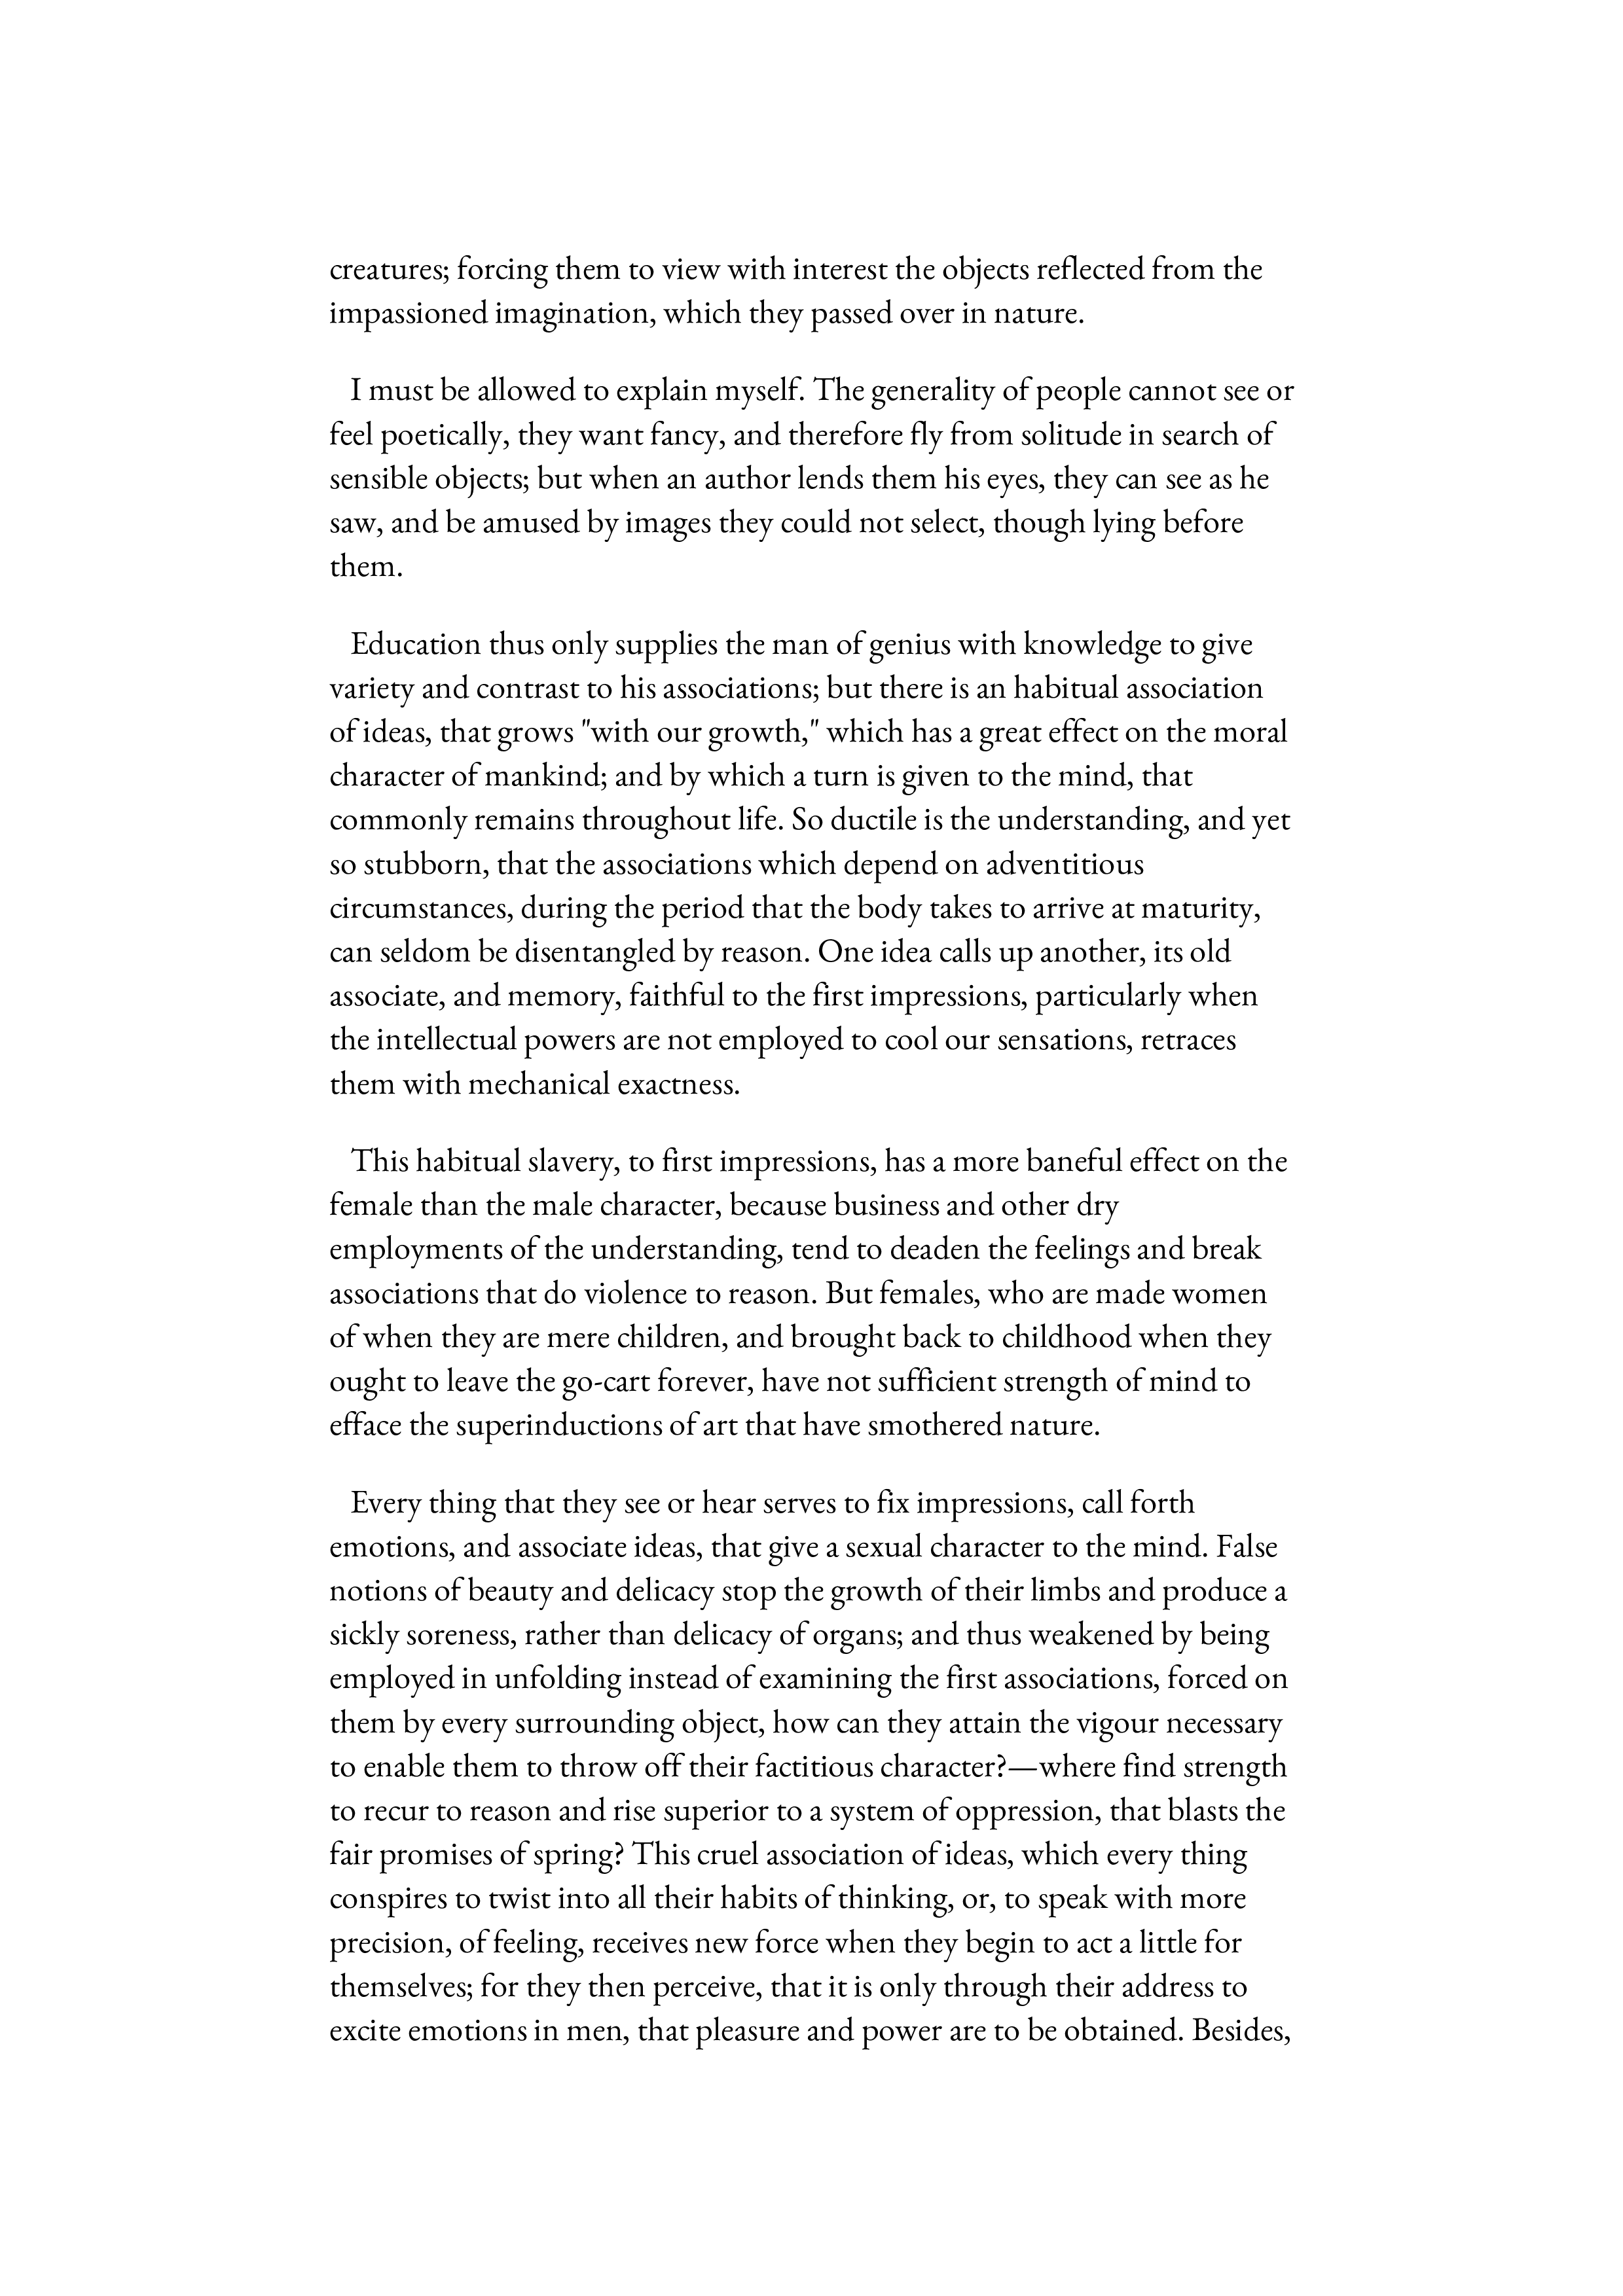 creatures; forcing them to view with interest the objects reflected from the
impassioned imagination, which they passed over in nature.
I must be allowed to explain myself. The generality of people cannot see or
feel poetically, they want fancy, and therefore fly from solitude in search of
sensible objects; but when an author lends them his eyes, they can see as he
saw, and be amused by images they could not select, though lying before
them.
Education thus only supplies the man of genius with knowledge to give
variety and contrast to his associations; but there is an habitual association
of ideas, that grows "with our growth," which has a great effect on the moral
character of mankind; and by which a turn is given to the mind, that
commonly remains throughout life. So ductile is the understanding, and yet
so stubborn, that the associations which depend on adventitious
circumstances, during the period that the body takes to arrive at maturity,
can seldom be disentangled by reason. One idea calls up another, its old
associate, and memory, faithful to the first impressions, particularly when
the intellectual powers are not employed to cool our sensations, retraces
them with mechanical exactness.
This habitual slavery, to first impressions, has a more baneful effect on the
female than the male character, because business and other dry
employments of the understanding, tend to deaden the feelings and break
associations that do violence to reason. But females, who are made women
of when they are mere children, and brought back to childhood when they
ought to leave the go-cart forever, have not sufficient strength of mind to
efface the superinductions of art that have smothered nature.
Every thing that they see or hear serves to fix impressions, call forth
emotions, and associate ideas, that give a sexual character to the mind. False
notions of beauty and delicacy stop the growth of their limbs and produce a
sickly soreness, rather than delicacy of organs; and thus weakened by being
employed in unfolding instead of examining the first associations, forced on
them by every surrounding object, how can they attain the vigour necessary
to enable them to throw off their factitious character?—where find strength
to recur to reason and rise superior to a system of oppression, that blasts the
fair promises of spring? This cruel association of ideas, which every thing
conspires to twist into all their habits of thinking, or, to speak with more
precision, of feeling, receives new force when they begin to act a little for
themselves; for they then perceive, that it is only through their address to
excite emotions in men, that pleasure and power are to be obtained. Besides,